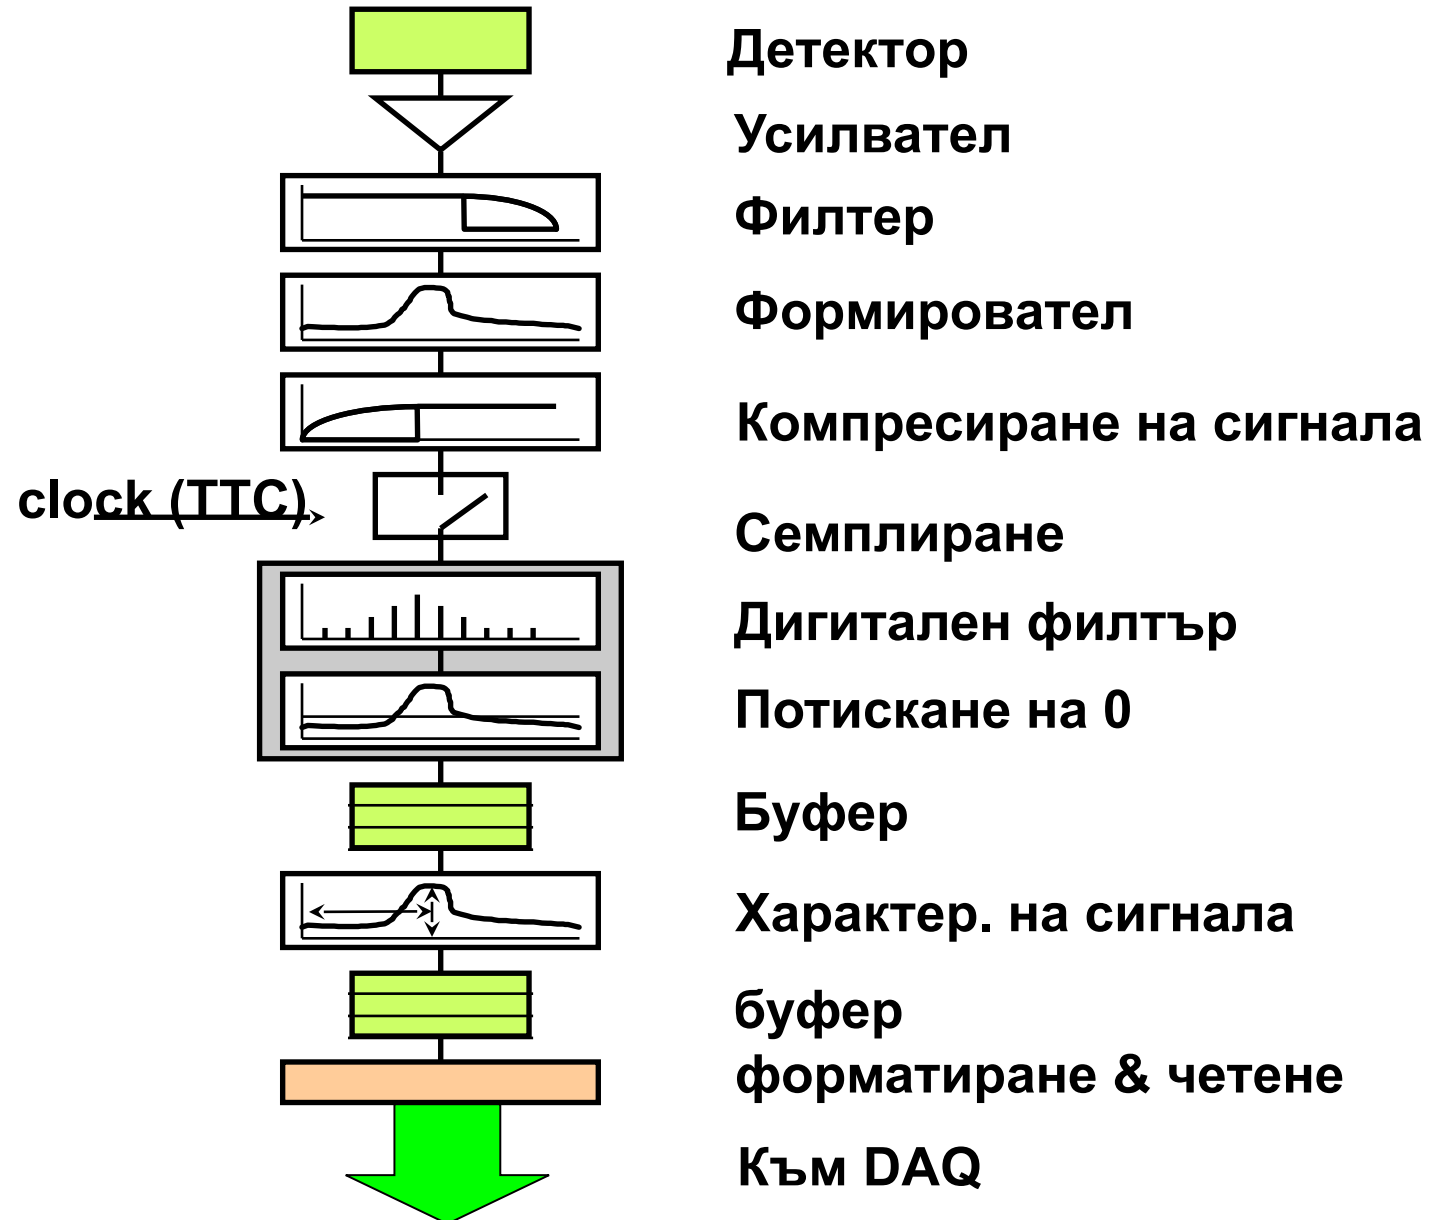 Детектор
Усилвател
Филтер
Формировател
Компресиране на сигнала
clock (TTC)
Семплиране
Дигитален филтър
Потискане на 0
Буфер
Характер. на сигнала
буфер
форматиране & четене
Към DAQ